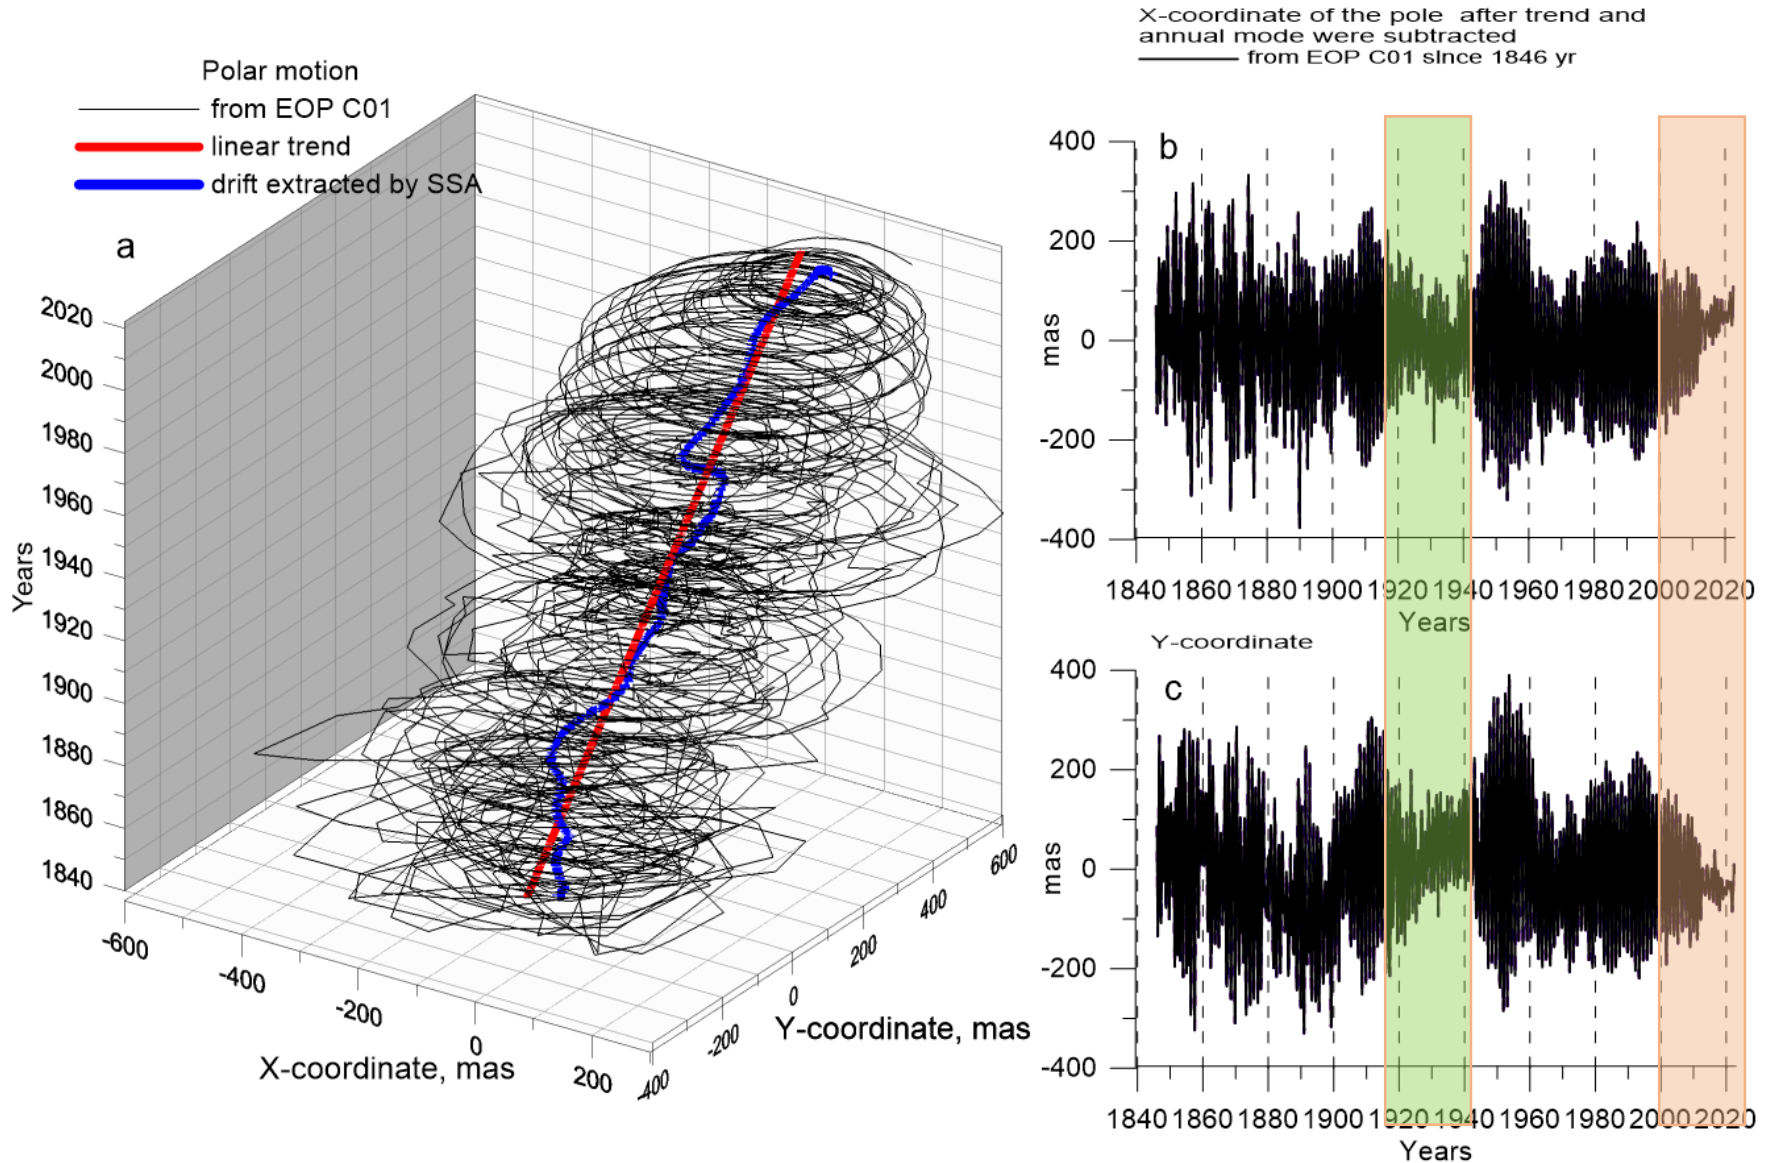 Polar motion
from EOP C01
linear trend
drift extracted by SSA
a
2020
2000
1980
1960
1940
1920
1900
1880
1860
1840
Years
-600
-400
-200
0
200
X-coordinate, mas
-400
-200
0
200
400
600
Y-coordinate, mas
X-coordinate of the pole after trend and
annual mode were subtracted
from EOP C01 since 1846 yr
b
400
200
0
-200
-400
mas
1840 1860 1880 1900 1920 1940 1960 1980 2000 2020
Years
Y-coordinate
c
400
200
0
-200
-400
mas
1840 1860 1880 1900 1920 1940 1960 1980 2000 2020
Years